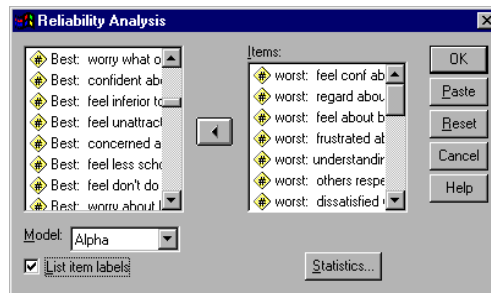 Reliability Analysis
Best: worry what o
Best: confident ab
Best: feel inferior to
Best: feel unattract
Best: concerned a
Best: feel less scho
Best: feel don't do
Best: worry about
Items:
worst: feel conf ab
worst: regard abou
worst: feel about b
worst: frustrated at
worst: understandin
worst: others respe
worst: dissatisfied
OK
Paste
Reset
Cancel
Help
Model: Alpha
List item labels
Statistics...